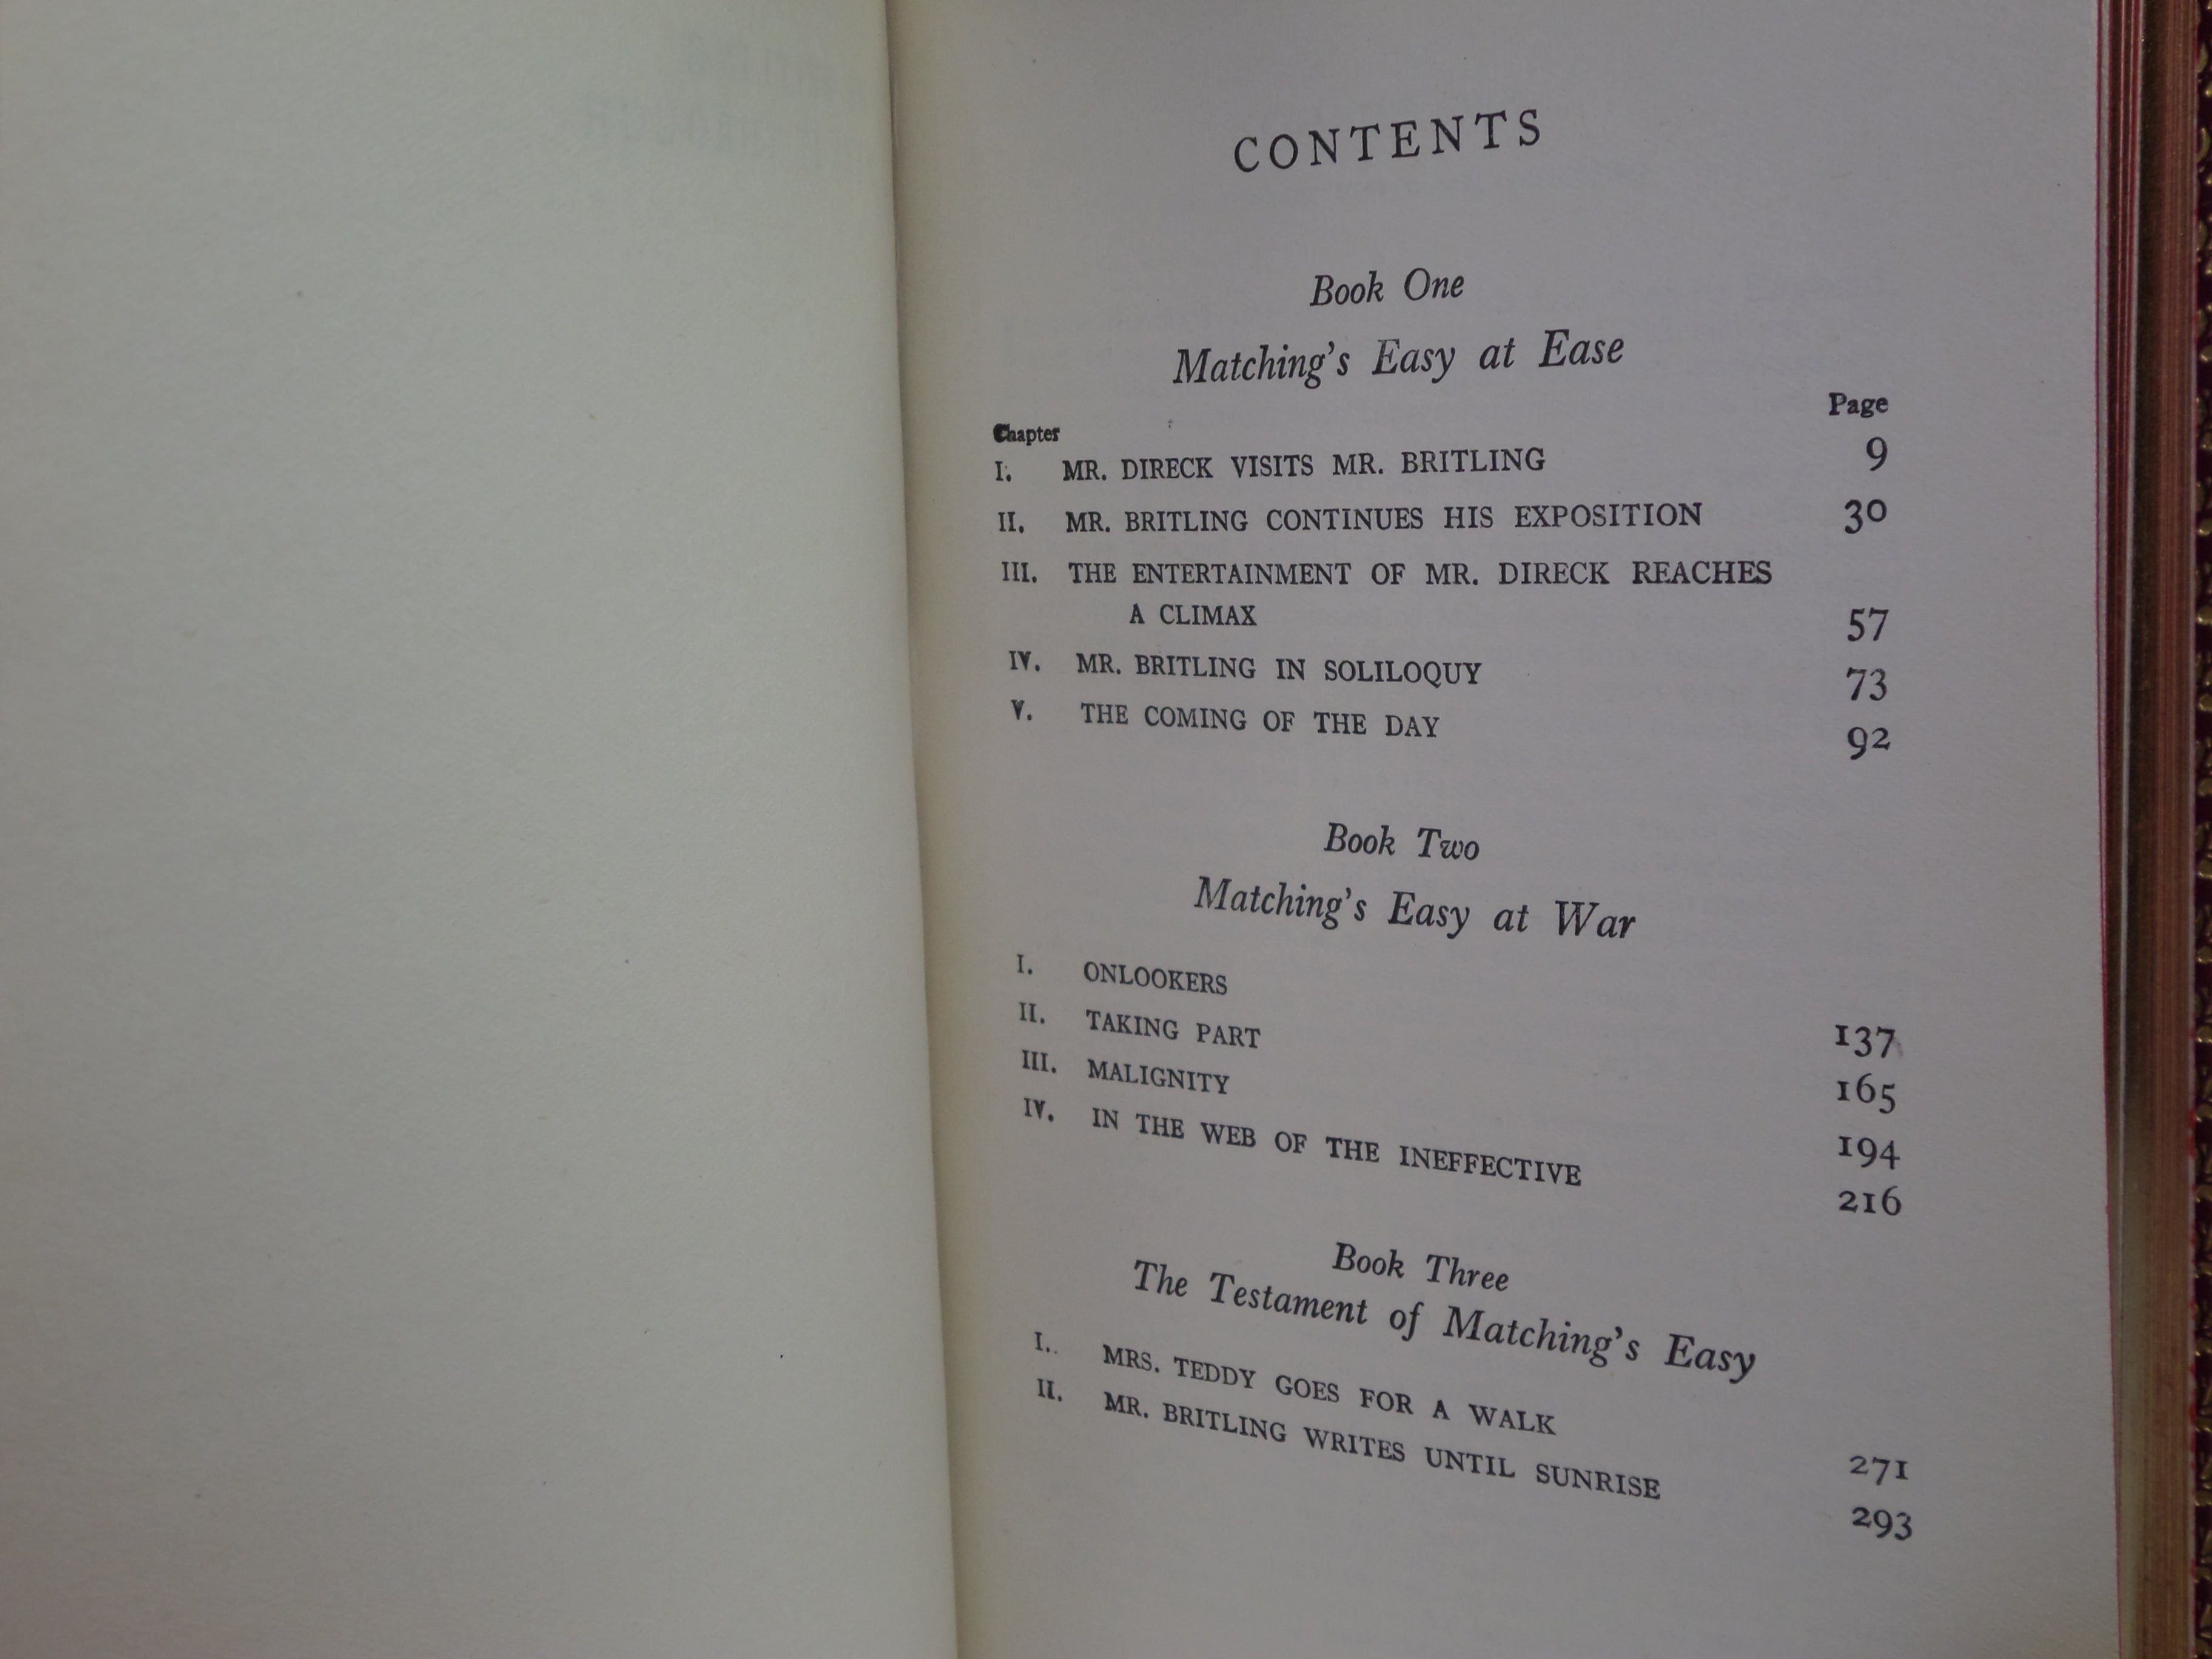 CONTENTS
Book One
Matching's Easy at Ease
Chapter Page
I. MR. DIRECK VISITS MR. BRITLING 9
II. MR. BRITLING CONTINUES HIS EXPOSITION 30
III. THE ENTERTAINMENT OF MR. DIRECK REACHES
A CLIMAX 57
IV. MR. BRITLING IN SOLILOQUY 73
V. THE COMING OF THE DAY 92
Book Two
Matching's Easy at War
I. ONLOOKERS 137
II. TAKING PART 165
III. MALIGNITY 194
IV. IN THE WEB OF THE INEFFECTIVE 216
Book Three
The Testament of Matching's Easy
I. MRS. TEDDY GOES FOR A WALK 271
II. MR. BRITLING WRITES UNTIL SUNRISE 293